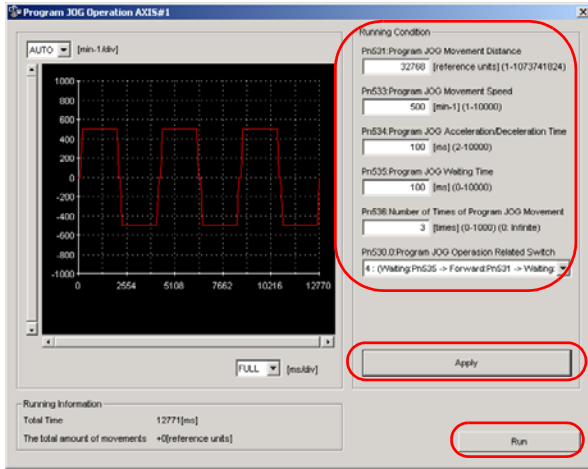 Program JOG Operation AXIS#1
AUTO [min-1/div]
1000
800
600
400
200
0
-200
-400
-600
-800
-1000
0 2554 5108 7662 10216 12770
FULL [ms/div]
Running Condition
Pn531:Program JOG Movement Distance
32768 [reference units] (1-1073741824)
Pn533:Program JOG Movement Speed
500 [min-1] (1-10000)
Pn534:Program JOG Acceleration/Deceleration Time
100 [ms] (2-10000)
Pn535:Program JOG Waiting Time
100 [ms] (0-10000)
Pn536:Number of Times of Program JOG Movement
3 [times] (0-1000) (0: Infinite)
Pn530.0:Program JOG Operation Related Switch
4 : (Waiting:Pn535 -> Forward:Pn531 -> Waiting:
Apply
Running Information
Total Time 12771[ms]
The total amount of movements +0[reference units]
Run